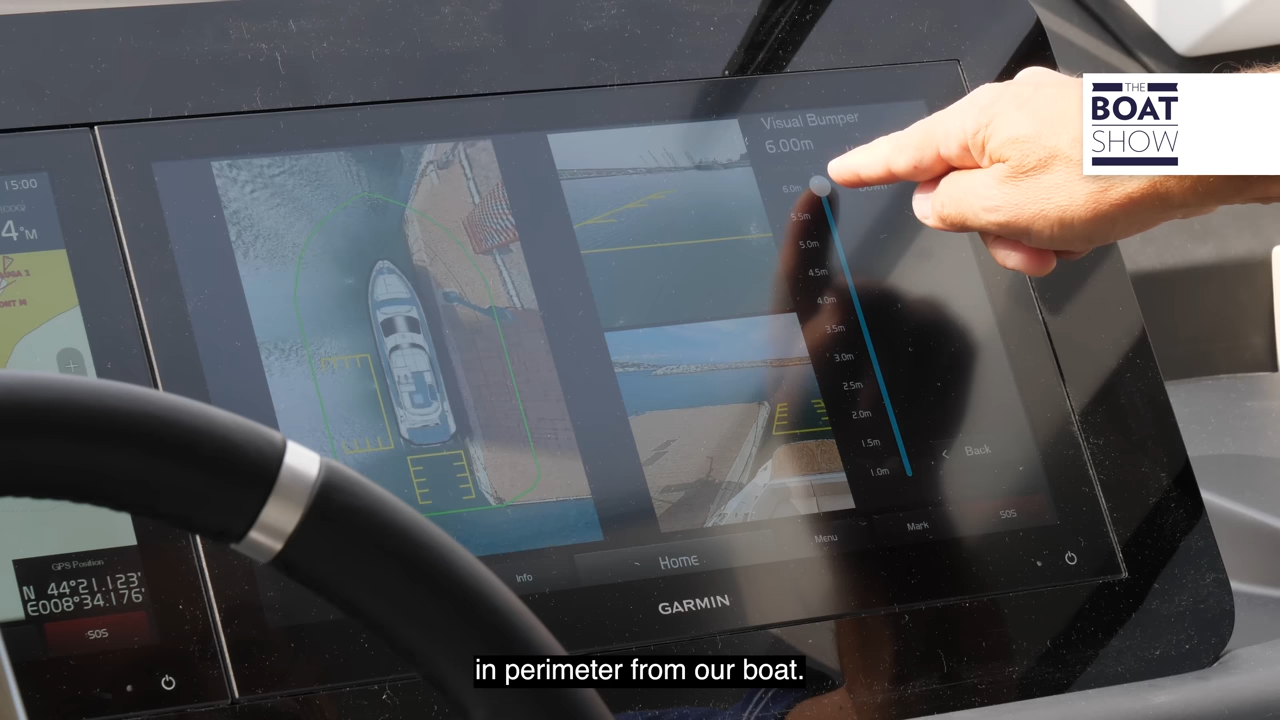 THE
BOAT
SHOW
Visual Bumper
6.00m
6.0m
5.5m
5.0m
4.5m
4.0m
3.5m
3.0m
2.5m
2.0m
1.5m
1.0m
< Back
15:00
4°M
GPS Position
N 44°21.123'
E008°34.176'
SOS
Info
Home
Menu
Mark
SOS
GARMIN
in perimeter from our boat.